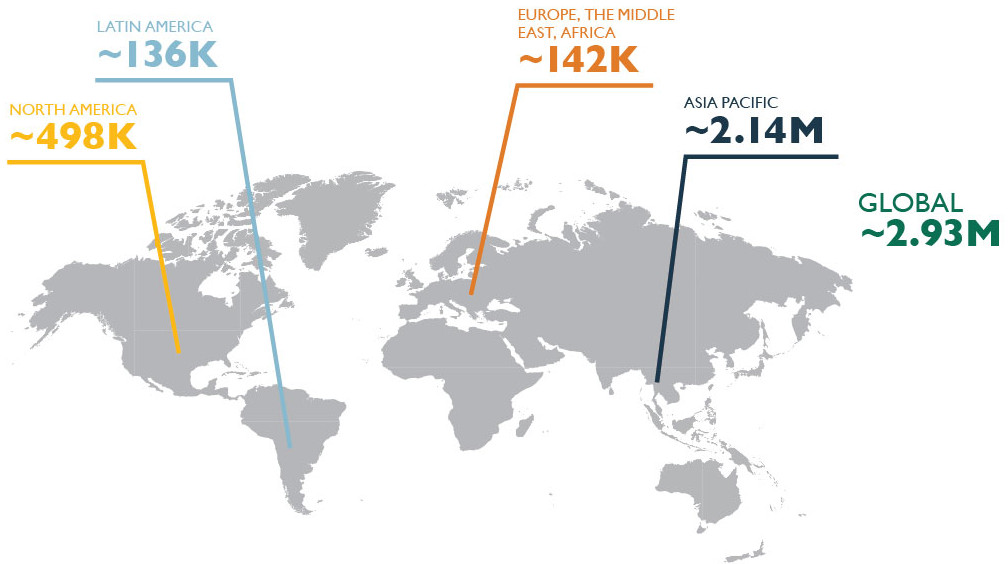 LATIN AMERICA
~136K
EUROPE, THE MIDDLE
EAST, AFRICA
~142K
NORTH AMERICA
~498K
ASIA PACIFIC
~2.14M
GLOBAL
~2.93M